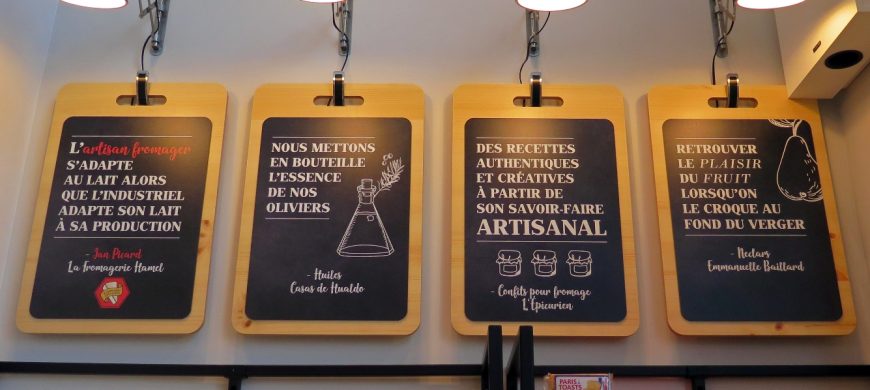 L'artisan fromager
S'ADAPTE
AU LAIT ALORS
QUE L'INDUSTRIEL
ADAPTE SON LAIT
À SA PRODUCTION
- Jan Picard
La Fromagerie Hamel
NOUS METTONS
EN BOUTEILLE
L'ESSENCE
DE NOS
OLIVIERS
- Huiles
Casas de Hualdo
DES RECETTES
AUTHENTIQUES
ET CRÉATIVES
À PARTIR DE
SON SAVOIR-FAIRE
ARTISANAL
- Confits pour fromage
L'Épicurien
RETROUVER
LE PLAISIR
DU FRUIT
LORSQU'ON
LE CROQUE AU
FOND DU VERGER
- Nectars
Emmanuelle Baillard
PARIS
TOASTS